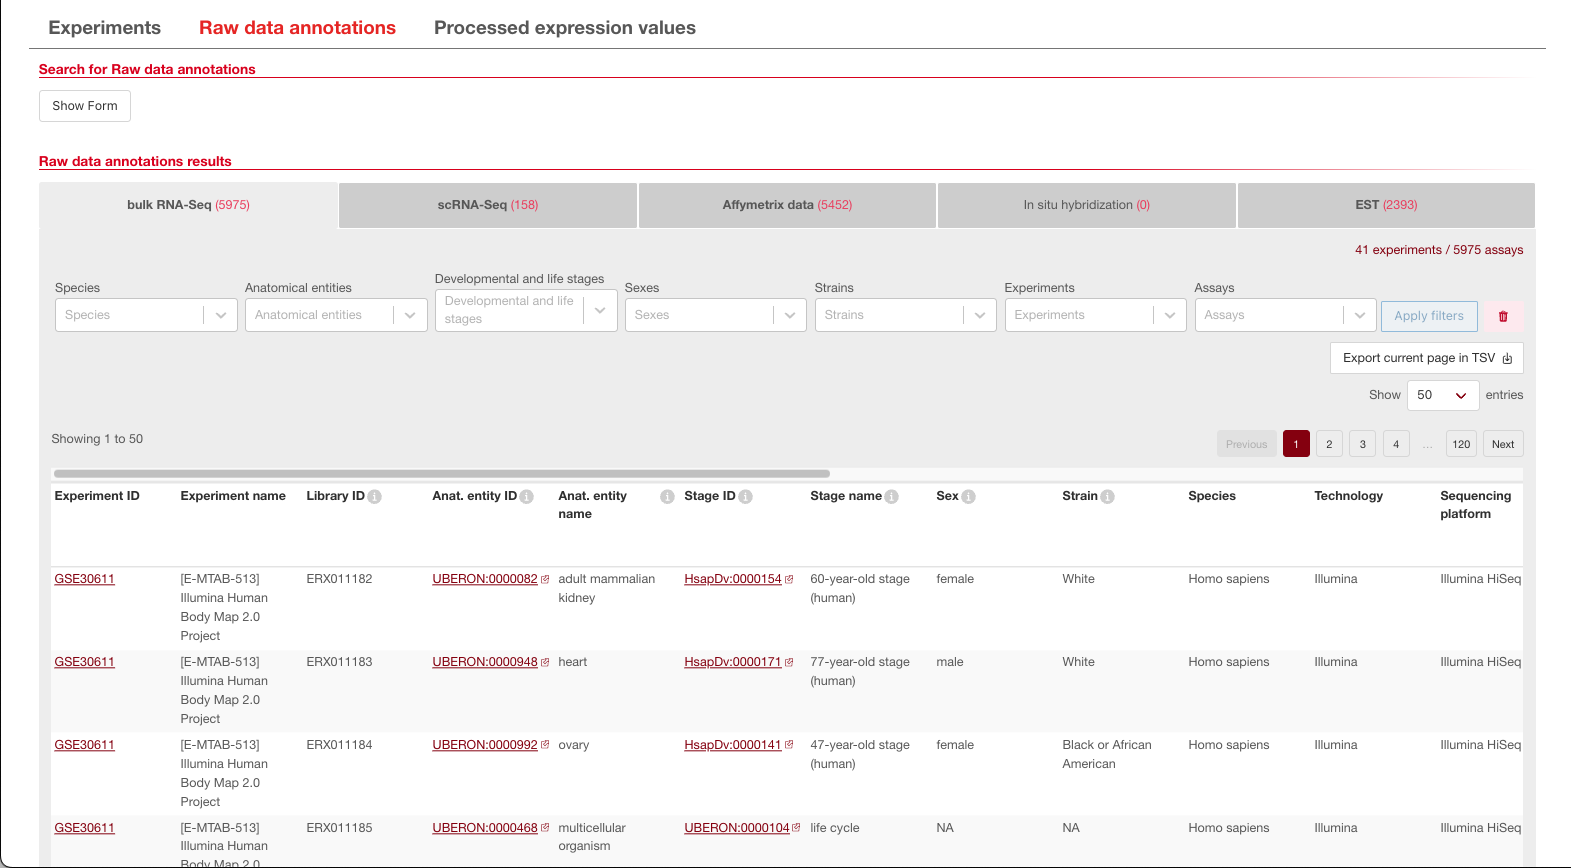 Experiments Raw data annotations Processed expression values
Search for Raw data annotations
Show Form
Raw data annotations results
bulk RNA-Seq (5975) scRNA-Seq (158) Affymetrix data (5452) In situ hybridization (0) EST (2393)
41 experiments / 5975 assays
Species Anatomical entities Developmental and life stages Sexes Strains Experiments Assays
Species Anatomical entities Developmental and life stages Sexes Strains Experiments Assays Apply filters
Export current page in TSV
Show 50 entries
Showing 1 to 50 Previous 1 2 3 4 ... 120 Next
Experiment ID Experiment name Library ID i Anat. entity ID i Anat. entity i Stage ID i Stage name i Sex i Strain i Species Technology Sequencing
name platform
GSE30611 [E-MTAB-513] ERX011182 UBERON:0000082 adult mammalian HsapDv:0000154 60-year-old stage female White Homo sapiens Illumina Illumina HiSeq
Illumina Human kidney (human)
Body Map 2.0
Project
GSE30611 [E-MTAB-513] ERX011183 UBERON:0000948 heart HsapDv:0000171 77-year-old stage male White Homo sapiens Illumina Illumina HiSeq
Illumina Human (human)
Body Map 2.0
Project
GSE30611 [E-MTAB-513] ERX011184 UBERON:0000992 ovary HsapDv:0000141 47-year-old stage female Black or African Homo sapiens Illumina Illumina HiSeq
Illumina Human (human) American
Body Map 2.0
Project
GSE30611 [E-MTAB-513] ERX011185 UBERON:0000468 multicellular UBERON:0000104 life cycle NA NA Homo sapiens Illumina Illumina HiSeq
Illumina Human organism
Body Map 2.0